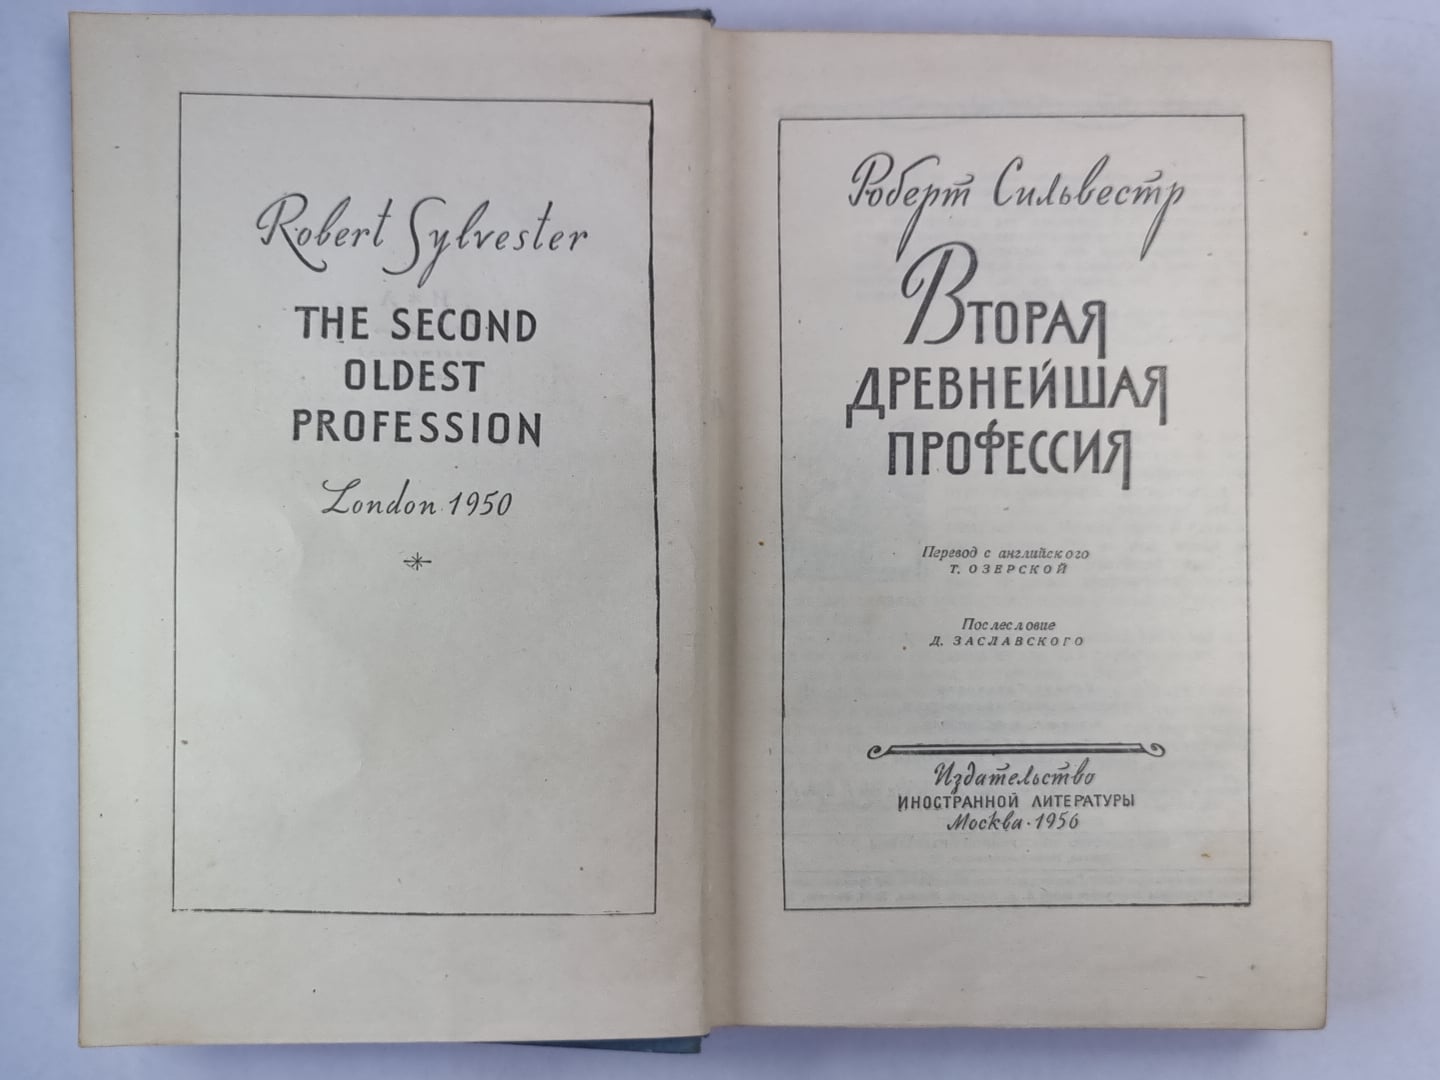 Robert Sylvester
THE SECOND
OLDEST
PROFESSION
London 1950
Роберт Сильвестр
ВТОРАЯ
ДРЕВНЕЙШАЯ
ПРОФЕССИЯ
Перевод с английского
Т. ОЗЕРСКОЙ
Послесловие
Д. ЗАСЛАВСКОГО
Издательство
ИНОСТРАННОЙ ЛИТЕРАТУРЫ
Москва · 1956